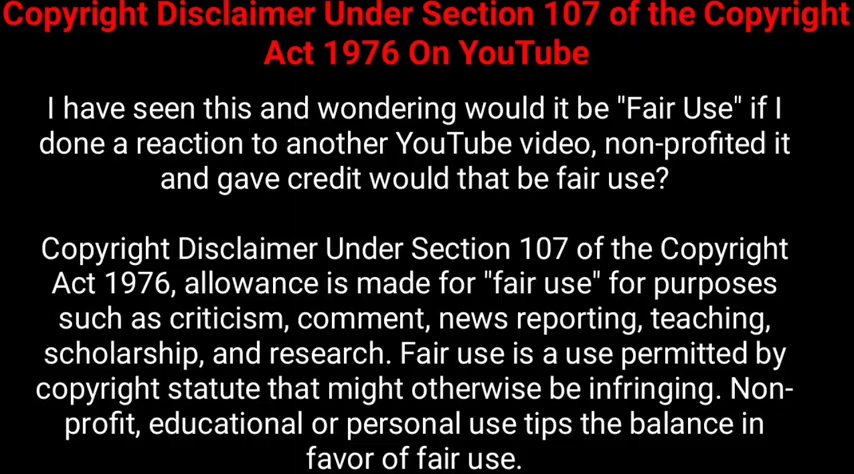 Copyright Disclaimer Under Section 107 of the Copyright
Act 1976 On YouTube
I have seen this and wondering would it be "Fair Use" if I
done a reaction to another YouTube video, non-profited it
and gave credit would that be fair use?
Copyright Disclaimer Under Section 107 of the Copyright
Act 1976, allowance is made for "fair use" for purposes
such as criticism, comment, news reporting, teaching,
scholarship, and research. Fair use is a use permitted by
copyright statute that might otherwise be infringing. Non-
profit, educational or personal use tips the balance in
favor of fair use.